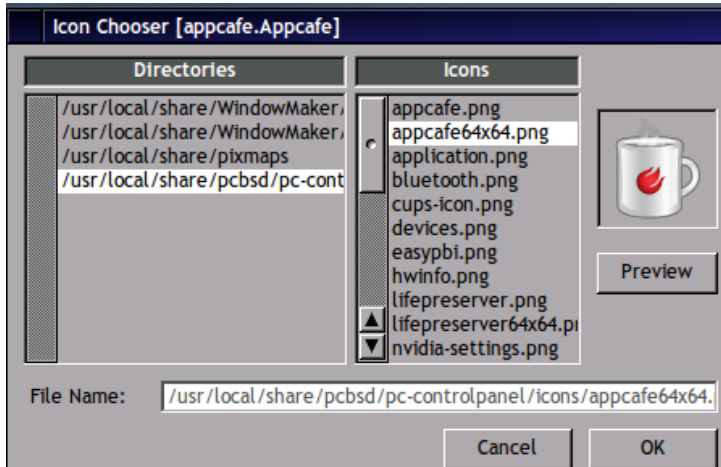 Icon Chooser [appcafe.Appcafe]
Directories
Icons
/usr/local/share/WindowMaker/
/usr/local/share/WindowMaker/
/usr/local/share/pixmaps
/usr/local/share/pcbsd/pc-cont
appcafe.png
appcafe64x64.png
application.png
bluetooth.png
cups-icon.png
devices.png
easypbi.png
hwinfo.png
lifepreserver.png
lifepreserver64x64.pn
nvidia-settings.png
Preview
File Name: /usr/local/share/pcbsd/pc-controlpanel/icons/appcafe64x64.
Cancel OK